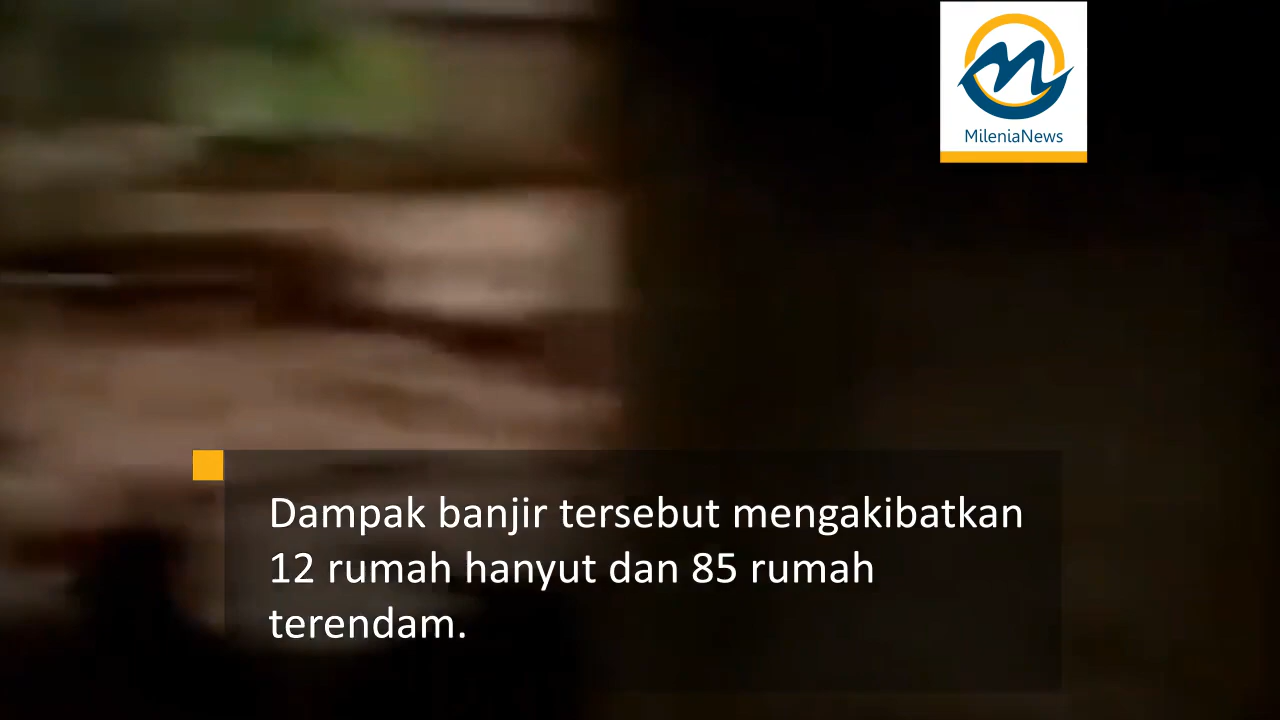 MileniaNews
Dampak banjir tersebut mengakibatkan
12 rumah hanyut dan 85 rumah
terendam.